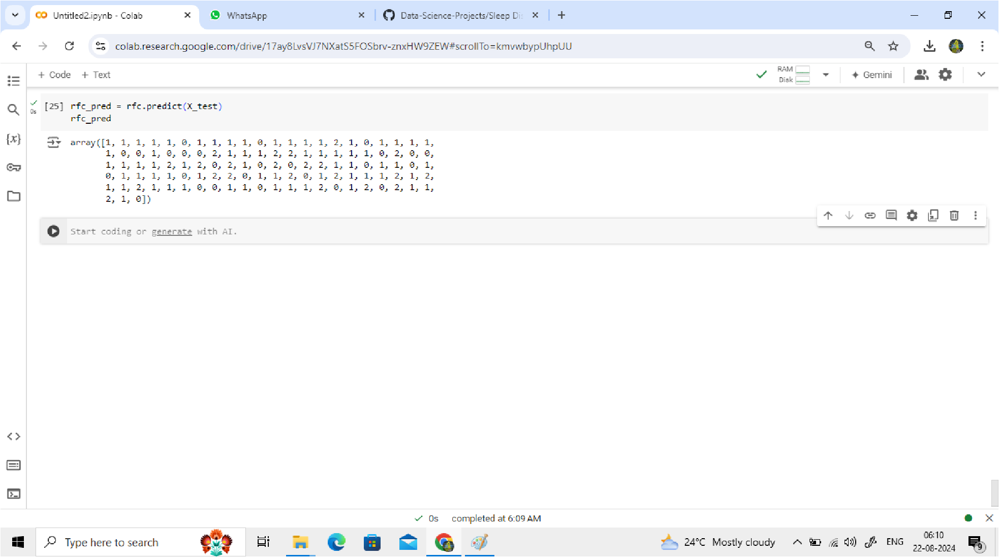 Untitled2.ipynb - Colab
WhatsApp
Data-Science-Projects/Sleep Di
colab.research.google.com/drive/17ay8LvsVJ7NXatS5FOSbrv-znxHW9ZEW#scrollTo=kmvwbypUhpUU
+ Code + Text
RAM
Disk
Gemini
0s
[25] rfc_pred = rfc.predict(X_test)
rfc_pred
array([1, 1, 1, 1, 1, 0, 1, 1, 1, 1, 0, 1, 1, 1, 1, 2, 1, 0, 1, 1, 1, 1,
1, 0, 0, 1, 0, 0, 0, 2, 1, 1, 1, 2, 2, 1, 1, 1, 1, 1, 0, 2, 0, 0,
1, 1, 1, 1, 2, 1, 2, 0, 2, 1, 0, 2, 0, 2, 2, 1, 1, 0, 1, 1, 0, 1,
0, 1, 1, 1, 1, 0, 1, 2, 2, 0, 1, 1, 2, 0, 1, 2, 1, 1, 1, 2, 1, 2,
1, 1, 2, 1, 1, 1, 0, 0, 1, 1, 0, 1, 1, 1, 2, 0, 1, 2, 0, 2, 1, 1,
2, 1, 0])
Start coding or generate with AI.
{x}
0s completed at 6:09 AM
Type here to search
24°C Mostly cloudy
ENG
06:10
22-08-2024
9